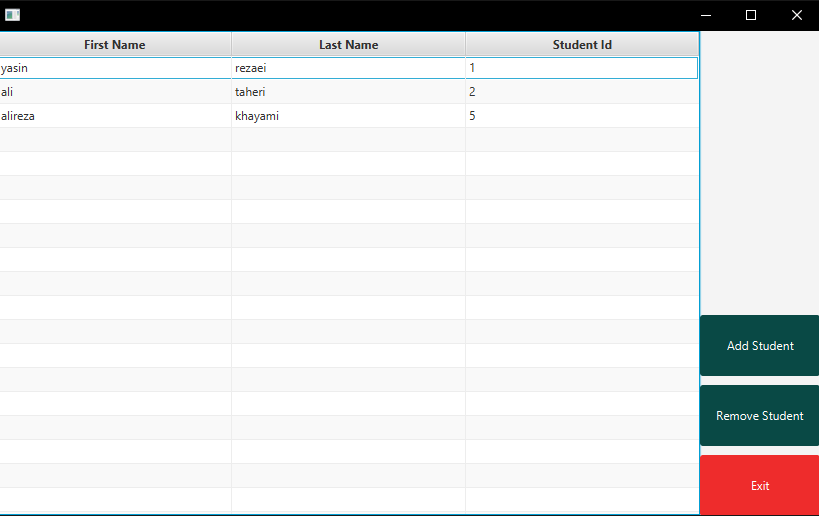 First Name Last Name Student Id
yasin rezaei 1
ali taheri 2
alireza khayami 5
Add Student
Remove Student
Exit